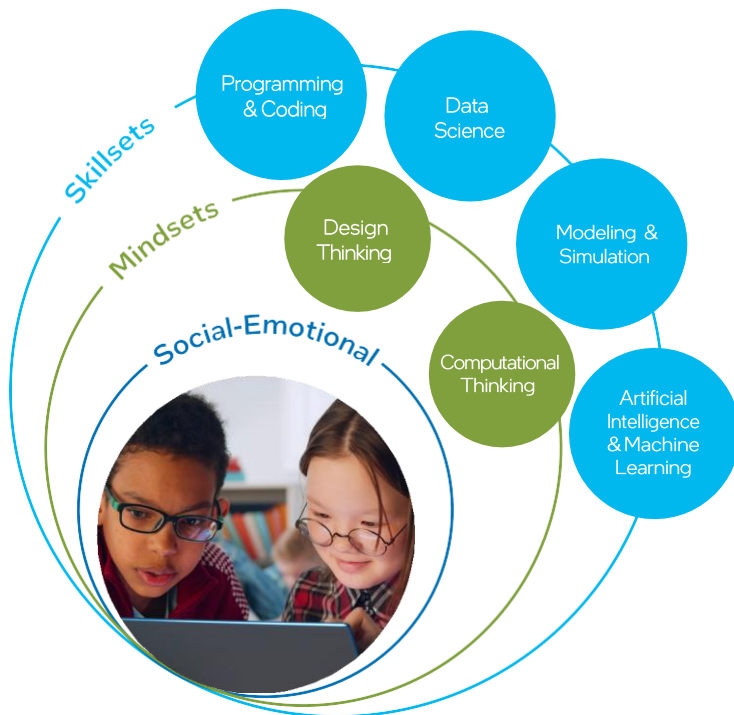 Skillsets
Programming
& Coding
Data
Science
Modeling &
Simulation
Artificial
Intelligence
& Machine
Learning
Mindsets
Design
Thinking
Computational
Thinking
Social-Emotional